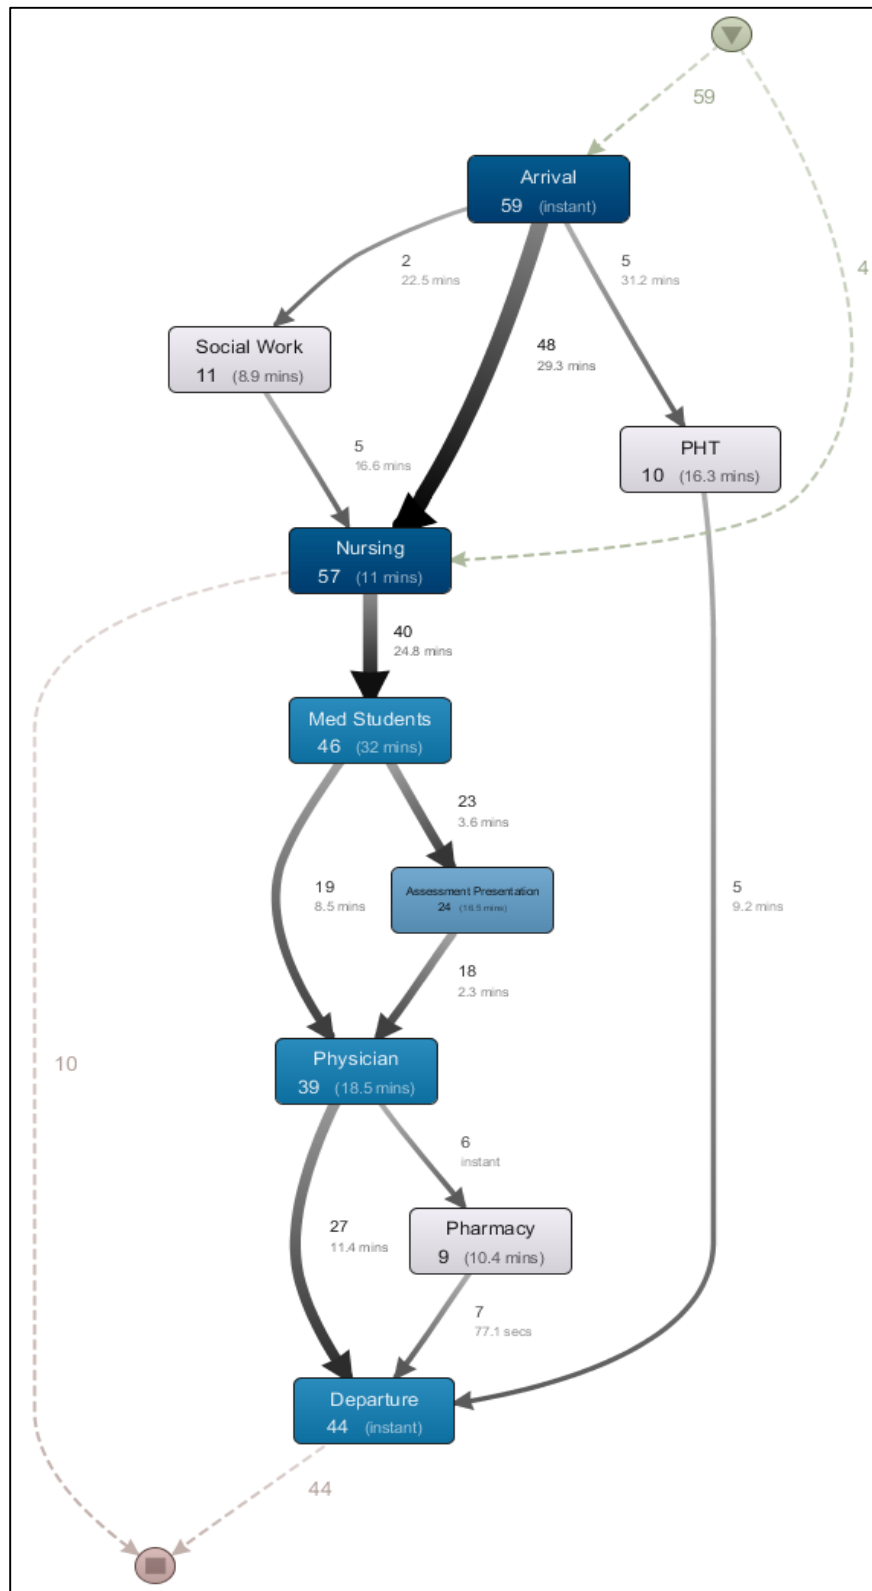 59
Arrival
59 (instant)
2
22.5 mins
5
31.2 mins
4
Social Work
11 (8.9 mins)
48
29.3 mins
5
16.6 mins
PHT
10 (16.3 mins)
Nursing
57 (11 mins)
40
24.8 mins
Med Students
46 (32 mins)
23
3.6 mins
19
8.5 mins
Assessment Presentation
24 (16.5 mins)
5
9.2 mins
18
2.3 mins
Physician
39 (18.5 mins)
10
6
instant
27
11.4 mins
Pharmacy
9 (10.4 mins)
7
77.1 secs
Departure
44 (instant)
44